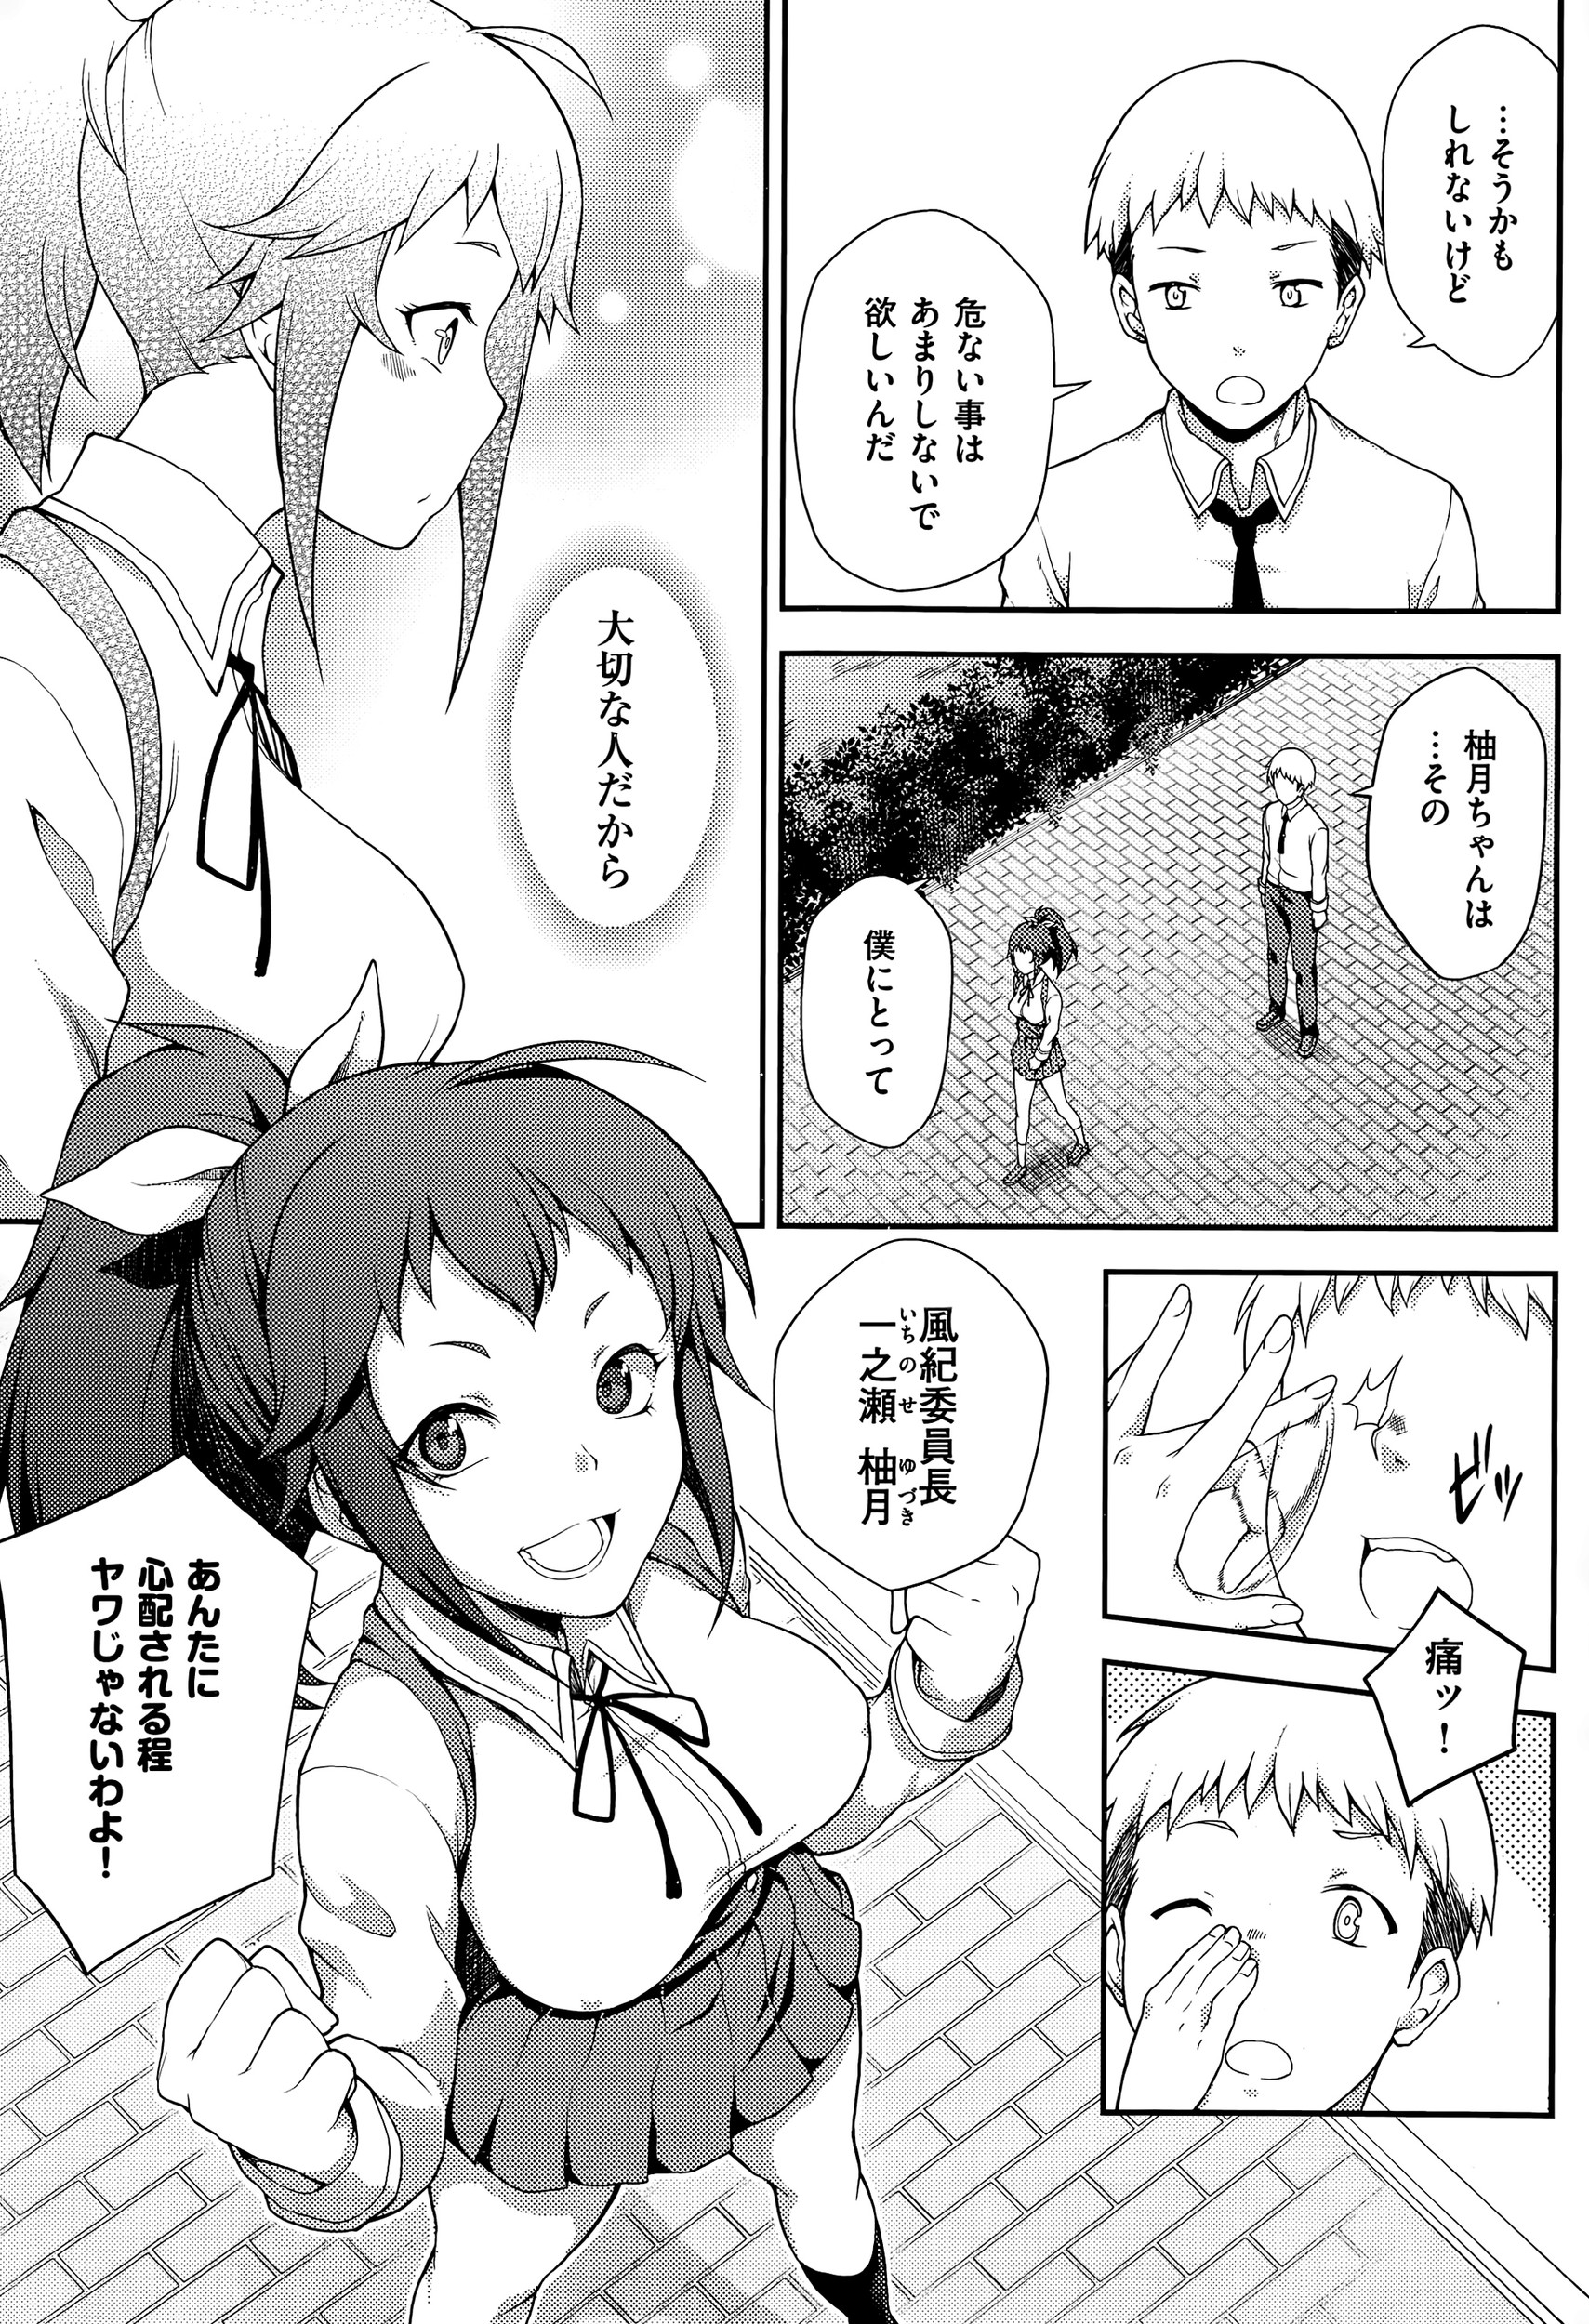 …そうかも
しれないけど
危ない事は
あまりしないで
欲しいんだ
柚月ちゃんは
…その
僕にとって
大切な人だから
ビッ
痛ッ！
風紀委員長
一之瀬 柚月
いちのせ ゆづき
あんたに
心配される程
ヤワじゃないわよ！